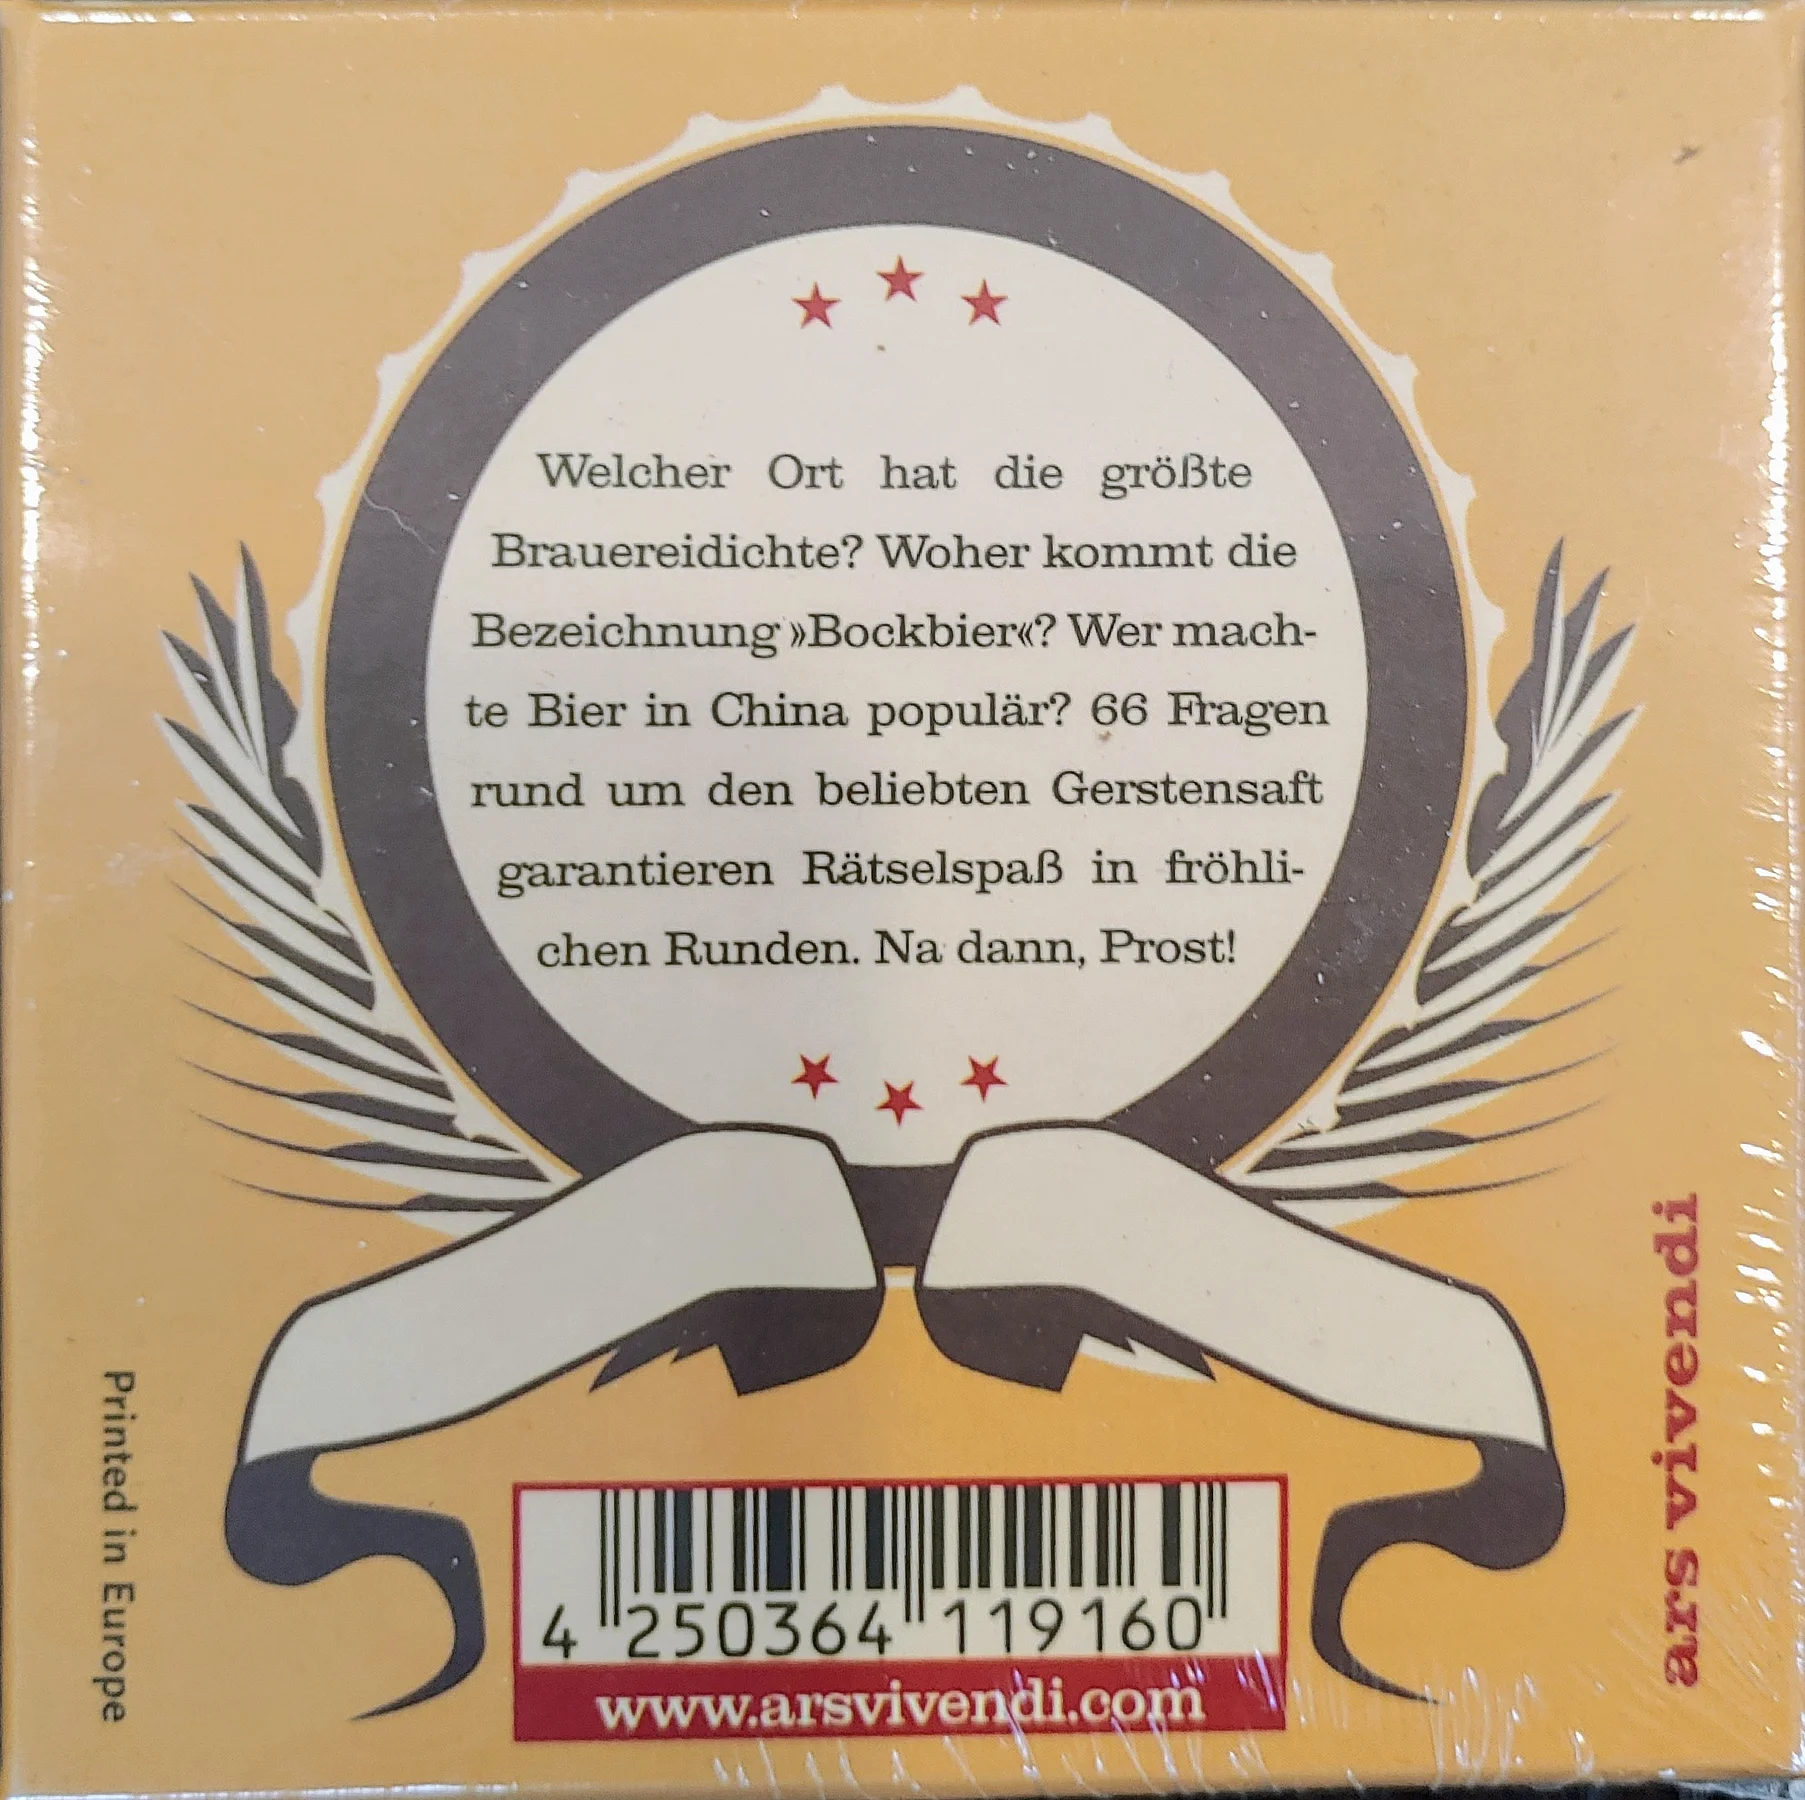 Welcher Ort hat die größte
Brauereidichte? Woher kommt die
Bezeichnung »Bockbier«? Wer mach-
te Bier in China populär? 66 Fragen
rund um den beliebten Gerstensaft
garantieren Rätselspaß in fröhli-
chen Runden. Na dann, Prost!
Printed in Europe
ars vivendi
4 250364 119160
www.arsvivendi.com